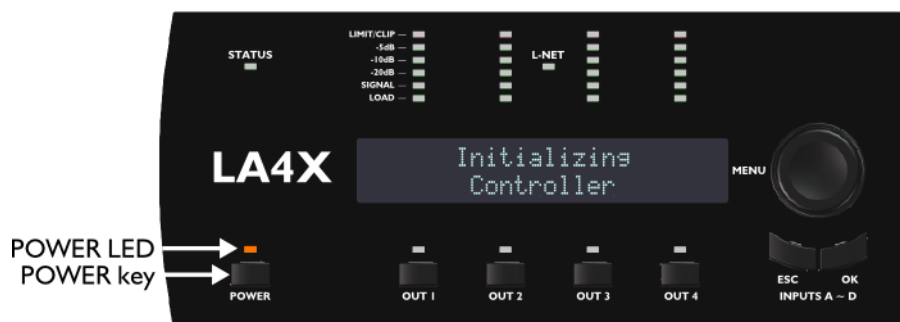 LIMIT/CLIP
STATUS
-5dB
L-NET
-10dB
-20dB
SIGNAL
LOAD
LA4X
Initializing
Controller
MENU
POWER LED
POWER key
POWER
OUT 1
OUT 2
OUT 3
OUT 4
ESC
OK
INPUTS A ~ D